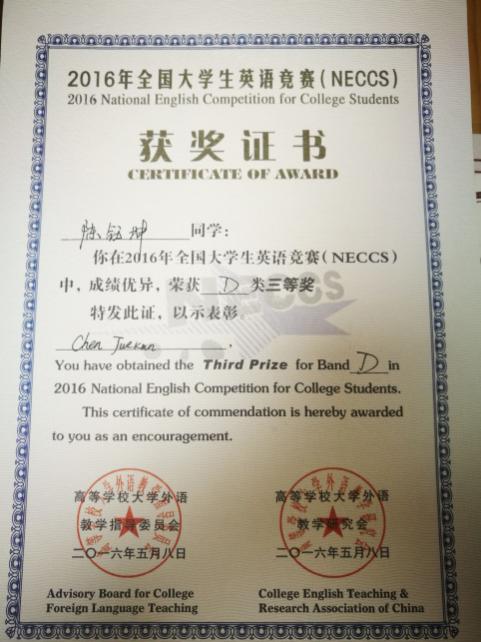 2016年全国大学生英语竞赛(NECCS)
2016 National English Competition for College Students
获奖证书
CERTIFICATE OF AWARD
陈 坤 同学:
你在2016年全国大学生英语竞赛(NECCS)
中,成绩优异,荣获 D 类三等奖
特发此证,以示表彰。
NECCS
Chen Juekun,
You have obtained the Third Prize for Band D in
2016 National English Competition for College Students.
This certificate of commendation is hereby awarded
to you as an encouragement.
高等学校大学外语
教学指导委员会
二〇一六年五月八日
高等学校大学外语
教学研究会
二〇一六年五月八日
Advisory Board for College
Foreign Language Teaching
College English Teaching &
Research Association of China